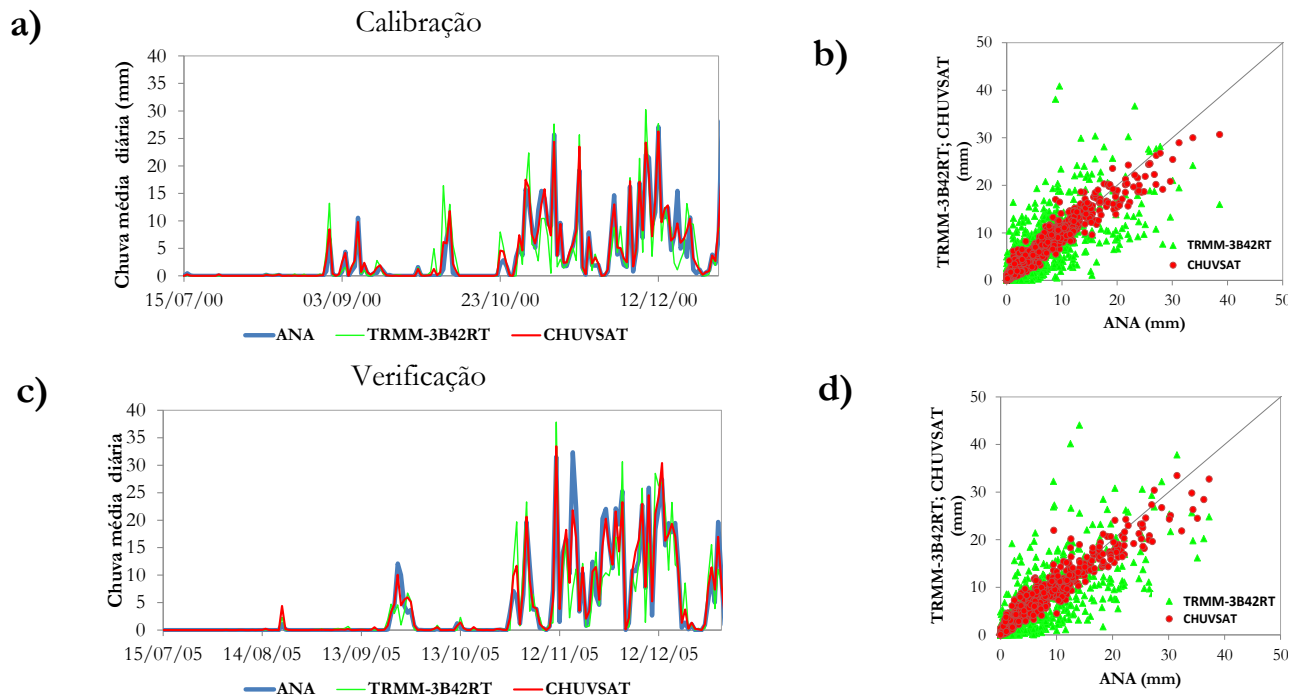 a)
Calibração
Chuva média diária (mm)
40
35
30
25
20
15
10
5
0
15/07/00 03/09/00 23/10/00 12/12/00
ANA TRMM-3B42RT CHUVSAT
b)
TRMM-3B42RT; CHUVSAT
(mm)
50
40
30
20
10
0
TRMM-3B42RT
CHUVSAT
0 10 20 30 40 50
ANA (mm)
c)
Verificação
Chuva média diária
40
35
30
25
20
15
10
5
0
15/07/05 14/08/05 13/09/05 13/10/05 12/11/05 12/12/05
ANA TRMM-3B42RT CHUVSAT
d)
TRMM-3B42RT; CHUVSAT
(mm)
50
40
30
20
10
0
TRMM-3B42RT
CHUVSAT
0 10 20 30 40 50
ANA (mm)